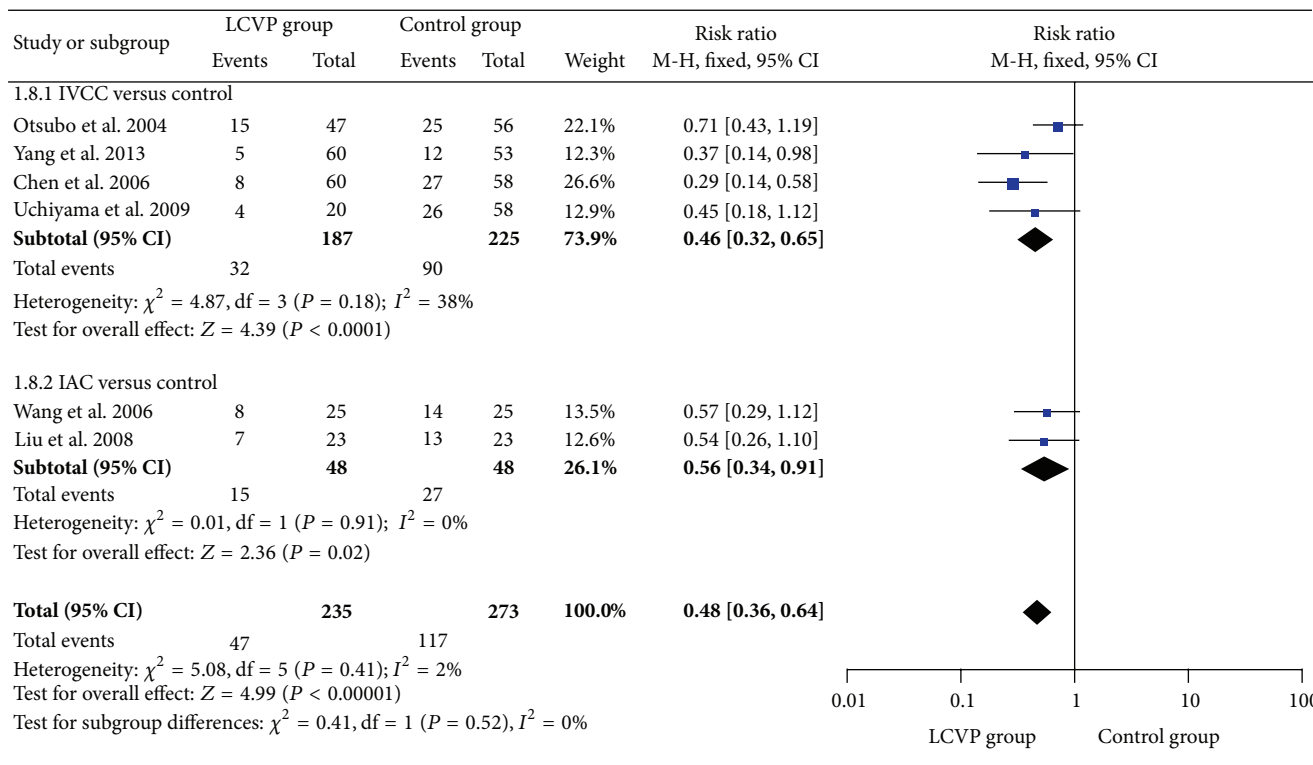 Study or subgroup LCVP group Control group Weight Risk ratio Risk ratio
Events Total Events Total M-H, fixed, 95% CI M-H, fixed, 95% CI
1.8.1 IVCC versus control
Otsubo et al. 2004 15 47 25 56 22.1% 0.71 [0.43, 1.19]
Yang et al. 2013 5 60 12 53 12.3% 0.37 [0.14, 0.98]
Chen et al. 2006 8 60 27 58 26.6% 0.29 [0.14, 0.58]
Uchiyama et al. 2009 4 20 26 58 12.9% 0.45 [0.18, 1.12]
Subtotal (95% CI) 187 225 73.9% 0.46 [0.32, 0.65]
Total events 32 90
Heterogeneity: χ² = 4.87, df = 3 (P = 0.18); I² = 38%
Test for overall effect: Z = 4.39 (P < 0.0001)
1.8.2 IAC versus control
Wang et al. 2006 8 25 14 25 13.5% 0.57 [0.29, 1.12]
Liu et al. 2008 7 23 13 23 12.6% 0.54 [0.26, 1.10]
Subtotal (95% CI) 48 48 26.1% 0.56 [0.34, 0.91]
Total events 15 27
Heterogeneity: χ² = 0.01, df = 1 (P = 0.91); I² = 0%
Test for overall effect: Z = 2.36 (P = 0.02)
Total (95% CI) 235 273 100.0% 0.48 [0.36, 0.64]
Total events 47 117
Heterogeneity: χ² = 5.08, df = 5 (P = 0.41); I² = 2%
Test for overall effect: Z = 4.99 (P < 0.00001)
Test for subgroup differences: χ² = 0.41, df = 1 (P = 0.52), I² = 0%
0.01 0.1 1 10 100
LCVP group Control group